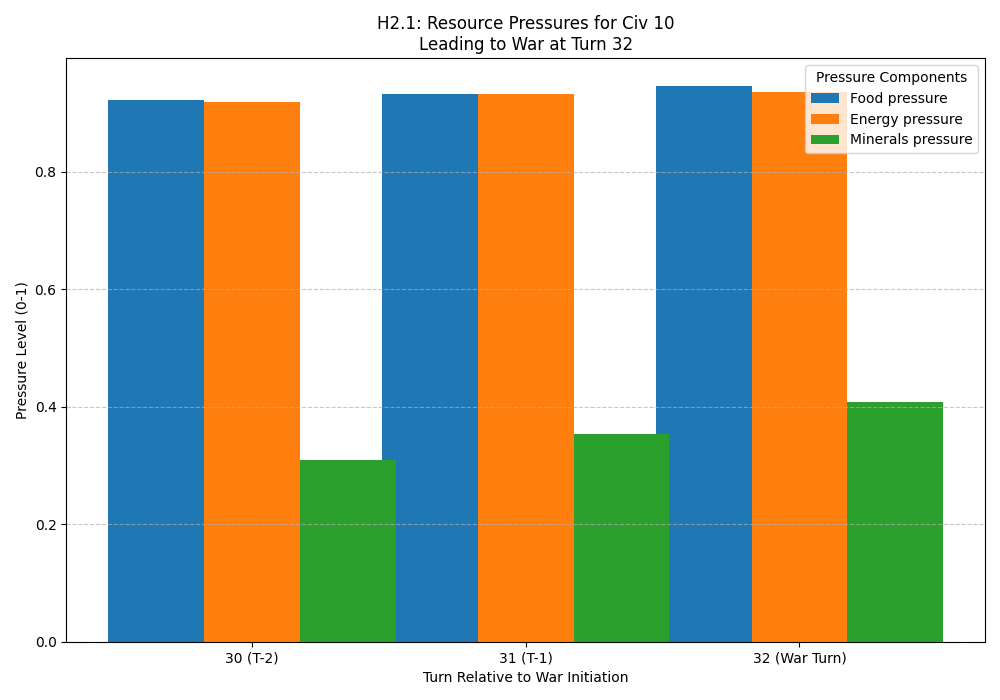 H2.1: Resource Pressures for Civ 10
Leading to War at Turn 32
Pressure Components
Food pressure
Energy pressure
Minerals pressure
Pressure Level (0-1)
0.8
0.6
0.4
0.2
0.0
30 (T-2)
31 (T-1)
32 (War Turn)
Turn Relative to War Initiation